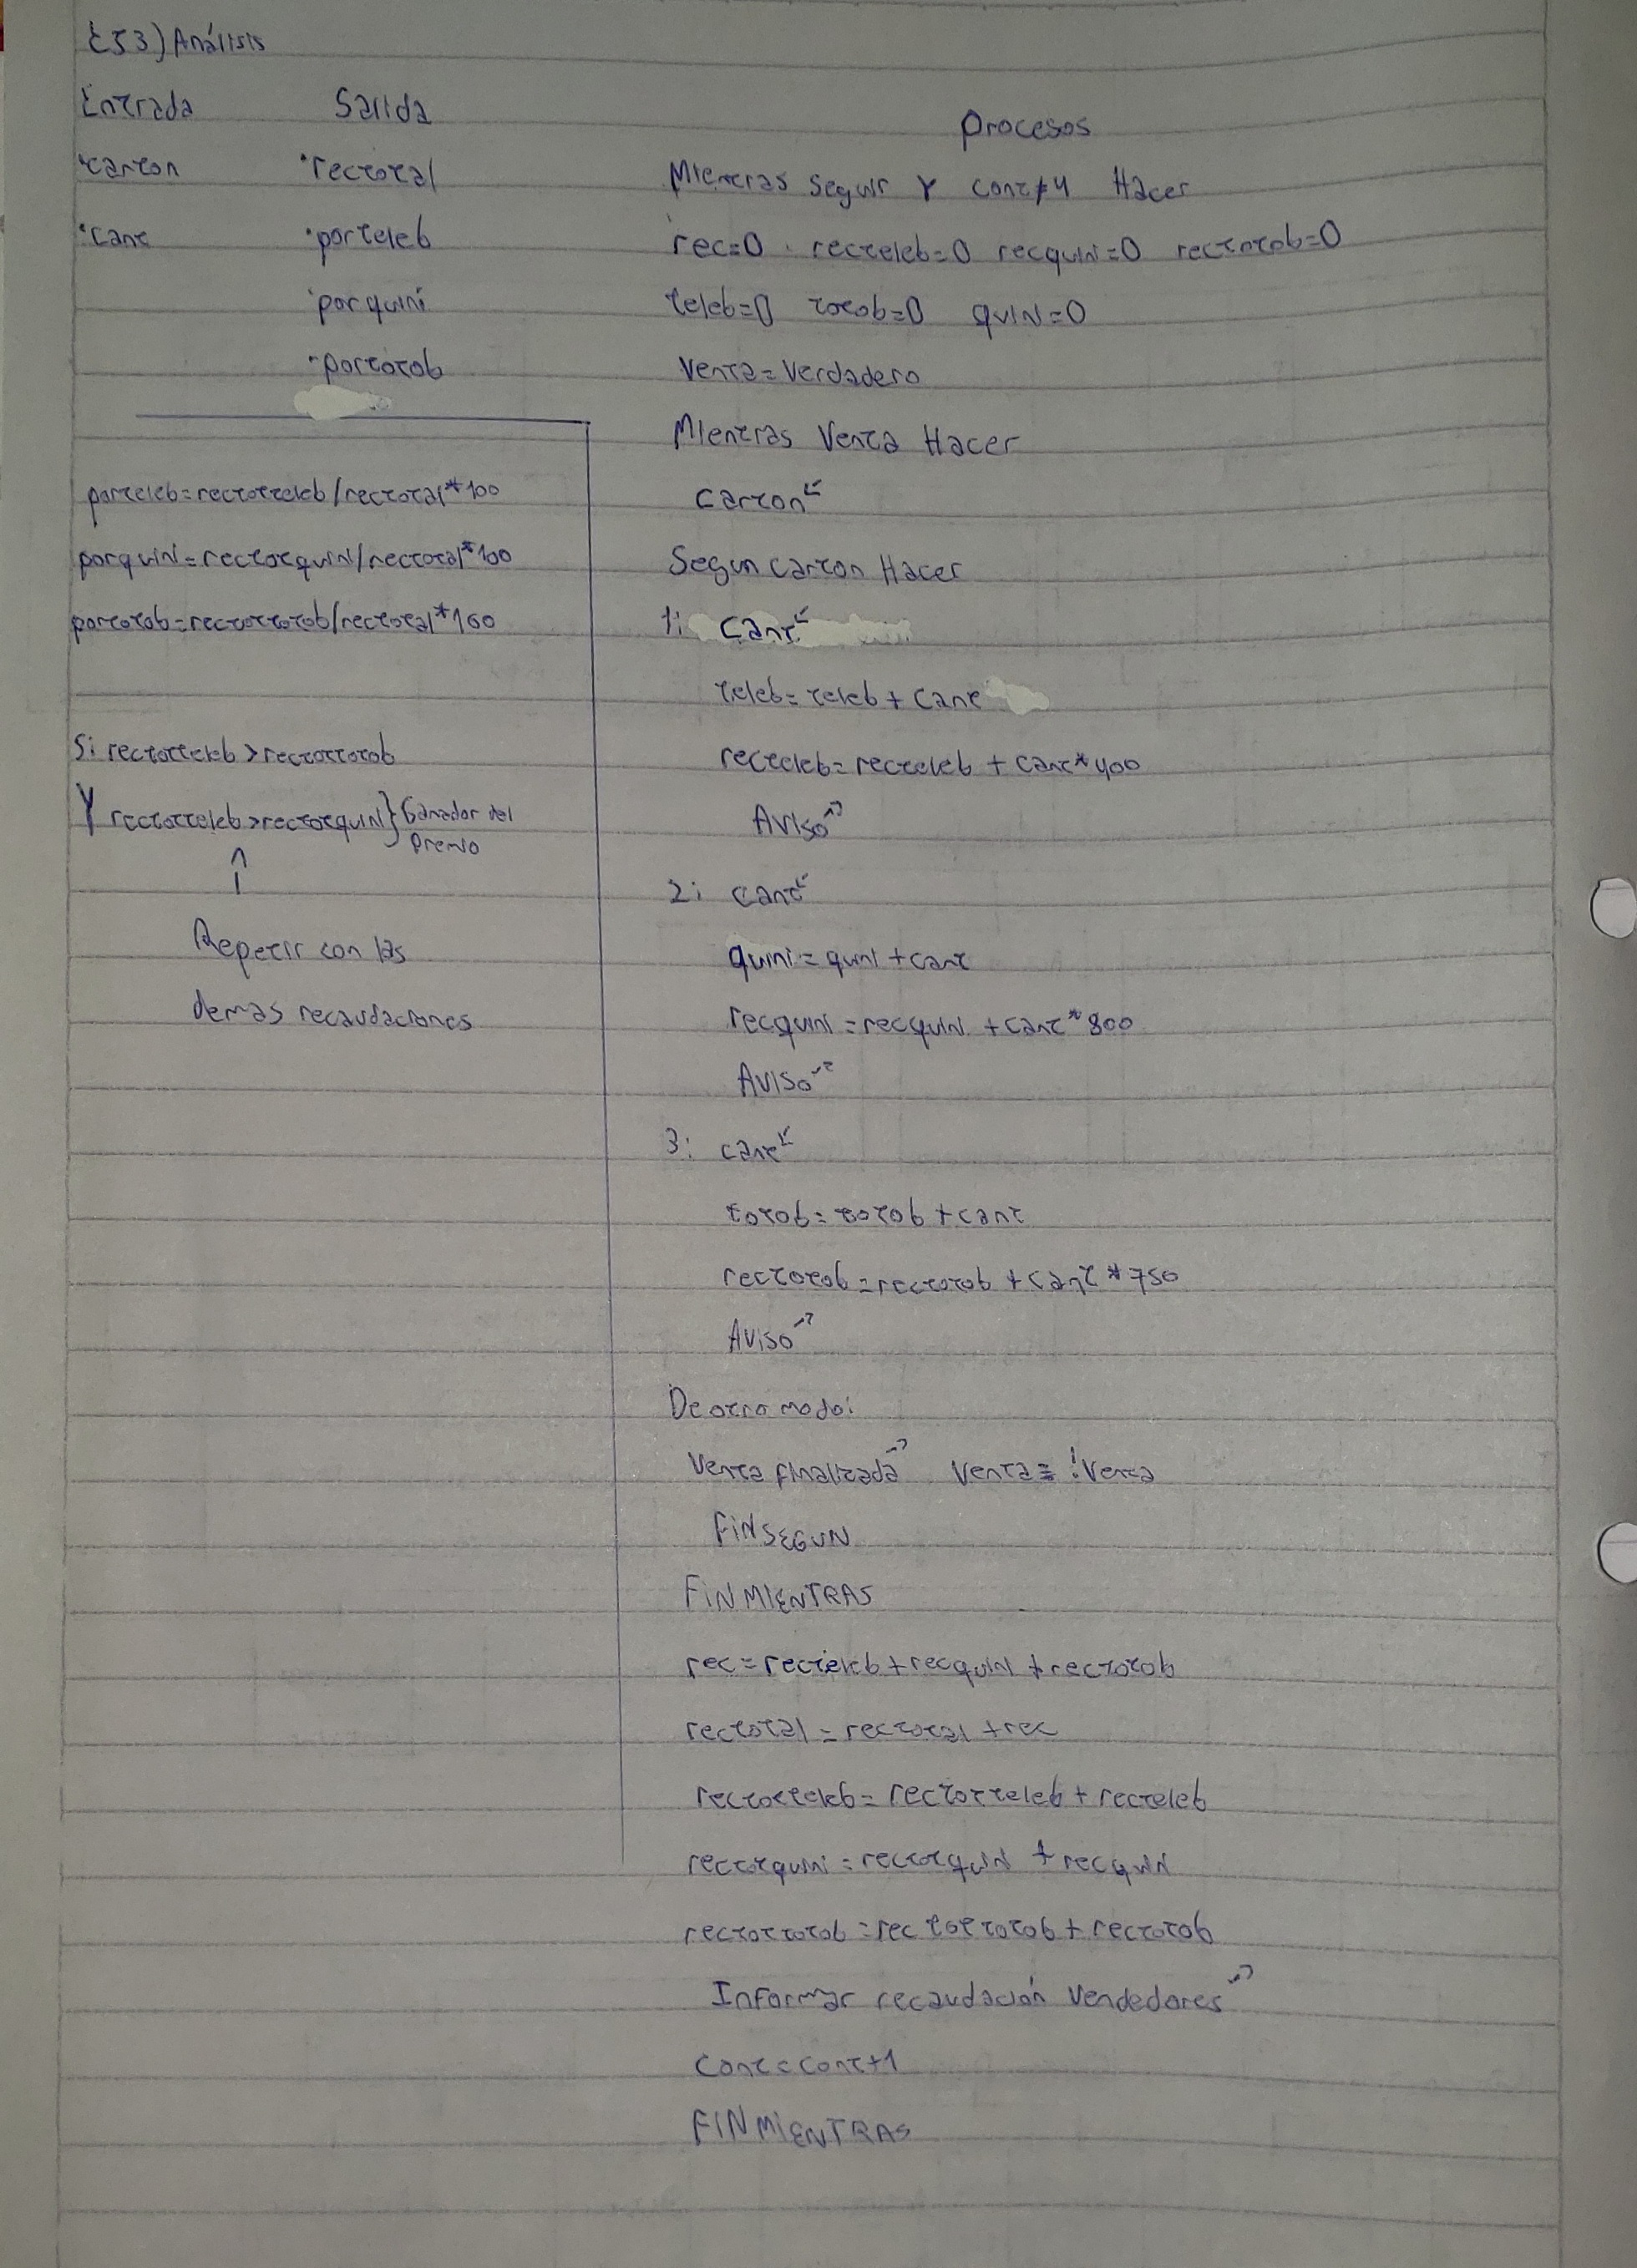 E53) Análisis
Entrada Salida
·carton ·rectotal
·cant ·porteleb
·porquini
·portotob
porteleb=rectotteleb/rectotal*100
porquini=rectotquini/rectotal*100
portotob=rectottotob/rectotal*100
Si rectotteleb>rectottotob
Y rectotteleb>rectotquini} Ganador del
Premio
↑
Repetir con las
demas recaudaciones
Procesos
Mientras Seguir Y cont≠4 Hacer
rec=0 recteleb=0 recquini=0 rectotob=0
teleb=0 totob=0 quini=0
Venta=Verdadero
Mientras Venta Hacer
Carton↙
Segun carton Hacer
1: Cant↙
teleb=teleb+Cant
recteleb=recteleb+cant*400
Aviso↗
2: cant↙
quini=quini+cant
recquini=recquini+cant*800
Aviso↗
3: cant↙
totob=totob+cant
rectotob=rectotob+cant*750
Aviso↗
De otro modo:
Venta finalizada↗ Venta=!Venta
FINSEGUN
FINMIENTRAS
rec=recteleb+recquini+rectotob
rectotal=rectotal+rec
rectotteleb=rectotteleb+recteleb
rectotquini=rectotquini+recquini
rectottotob=rectottotob+rectotob
Informar recaudación Vendedores↗
Cont=cont+1
FINMIENTRAS